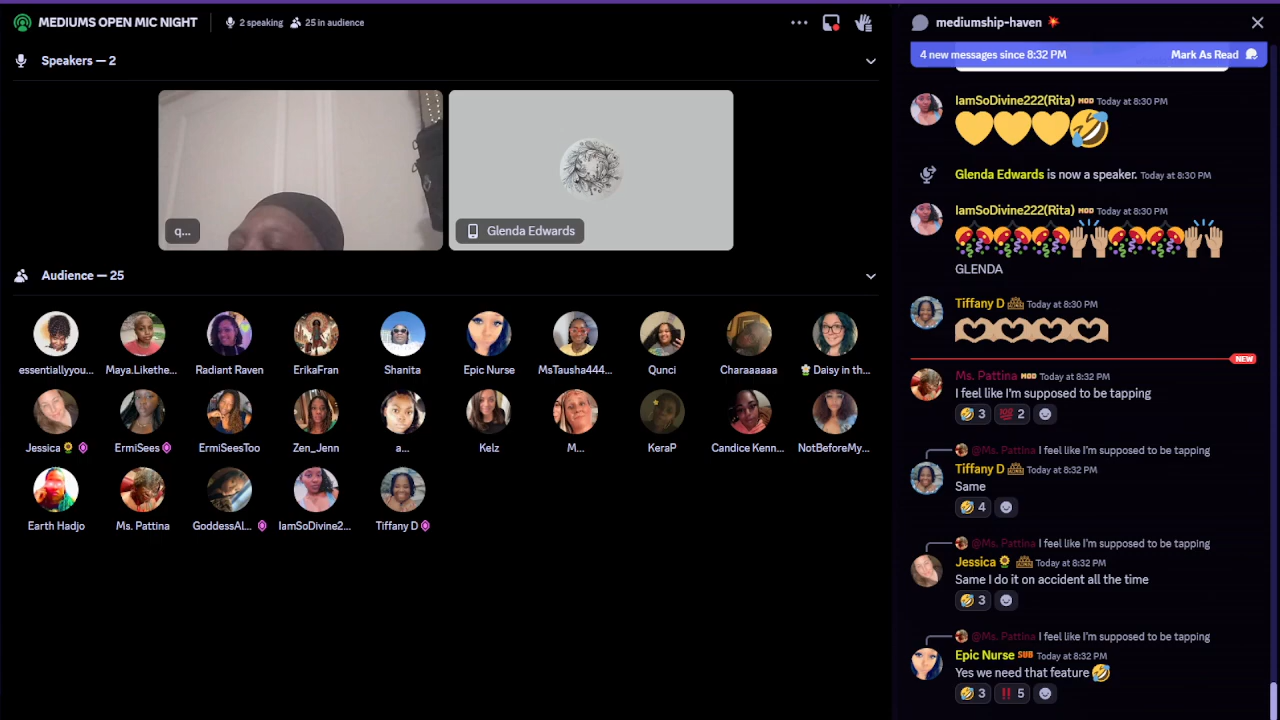 MEDIUMS OPEN MIC NIGHT
2 speaking
25 in audience
Speakers — 2
q...
Glenda Edwards
Audience — 25
essentiallyyou...
Maya.Likethe...
Radiant Raven
ErikaFran
Shanita
Epic Nurse
MsTausha444...
Qunci
Charaaaaaa
Daisy in th...
Jessica
ErmiSees
ErmiSeesToo
Zen_Jenn
a...
Kelz
M...
KeraP
Candice Kenn...
NotBeforeMy...
Earth Hadjo
Ms. Pattina
GoddessAl...
IamSoDivine2...
Tiffany D
mediumship-haven
4 new messages since 8:32 PM
Mark As Read
IamSoDivine222(Rita) MOD Today at 8:30 PM
💛💛💛🤣
Glenda Edwards is now a speaker. Today at 8:30 PM
IamSoDivine222(Rita) MOD Today at 8:30 PM
GLENDA
Tiffany D Today at 8:30 PM
NEW
Ms. Pattina MOD Today at 8:32 PM
I feel like I'm supposed to be tapping
🤣 3 💯 2
@Ms. Pattina I feel like I'm supposed to be tapping
Tiffany D Today at 8:32 PM
Same
🤣 4
@Ms. Pattina I feel like I'm supposed to be tapping
Jessica 🌻 Today at 8:32 PM
Same I do it on accident all the time
🤣 3
@Ms. Pattina I feel like I'm supposed to be tapping
Epic Nurse SUB Today at 8:32 PM
Yes we need that feature 🤣
🤣 3 ‼️ 5